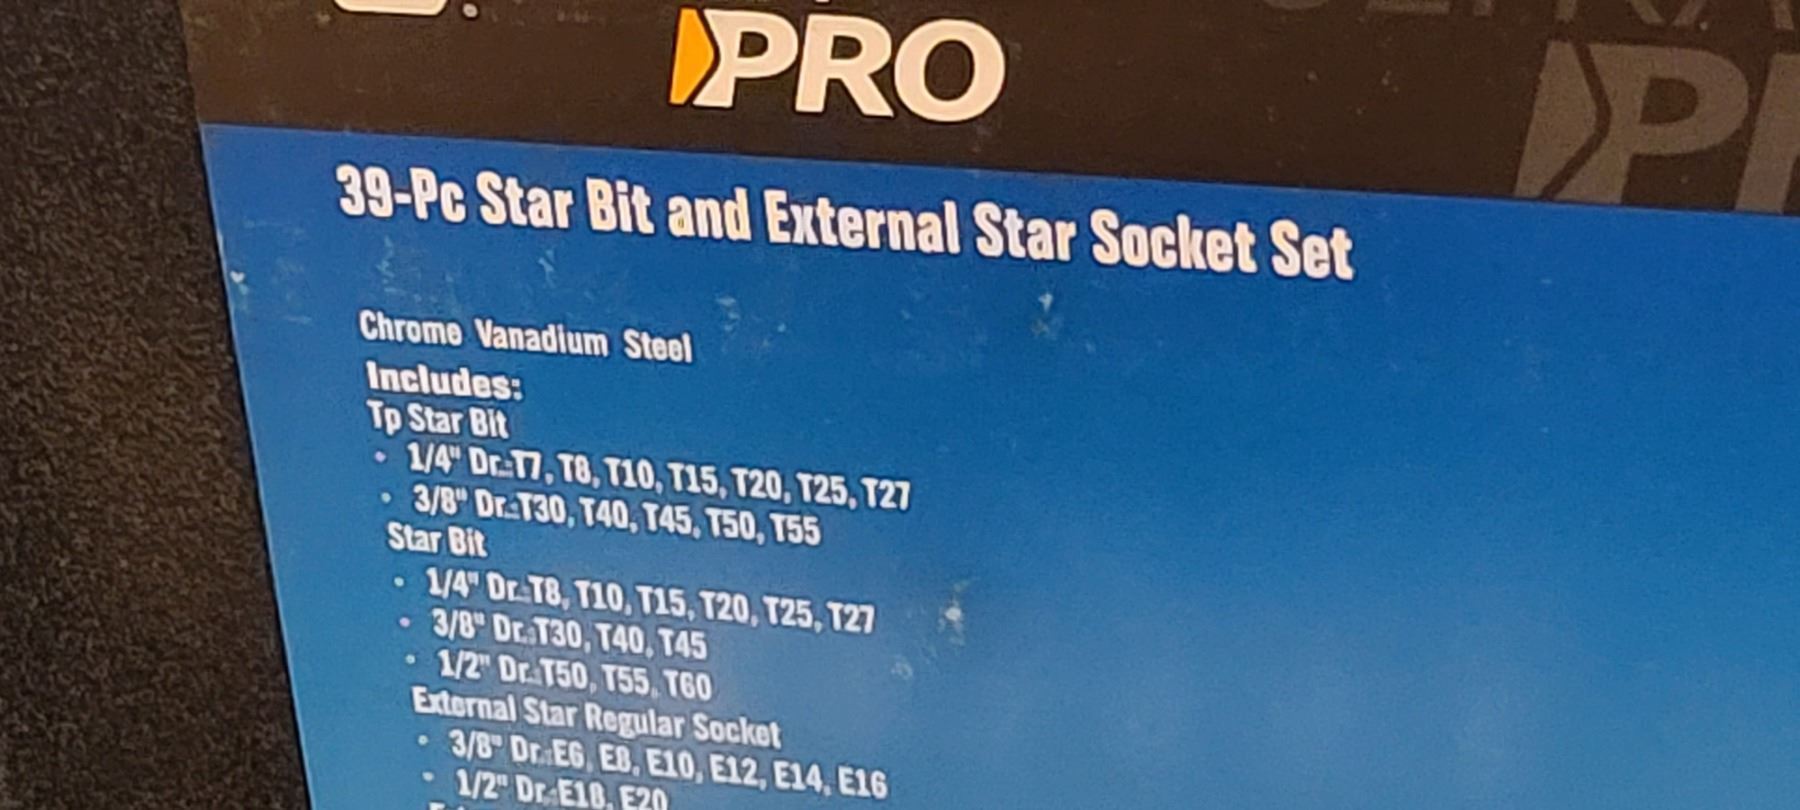 PRO
39-Pc Star Bit and External Star Socket Set
Chrome Vanadium Steel
Includes:
Tp Star Bit
• 1/4" Dr.:T7, T8, T10, T15, T20, T25, T27
• 3/8" Dr.:T30, T40, T45, T50, T55
Star Bit
• 1/4" Dr.:T8, T10, T15, T20, T25, T27
• 3/8" Dr.:T30, T40, T45
• 1/2" Dr.:T50, T55, T60
External Star Regular Socket
• 3/8" Dr.:E6, E8, E10, E12, E14, E16
• 1/2" Dr.:E18, E20